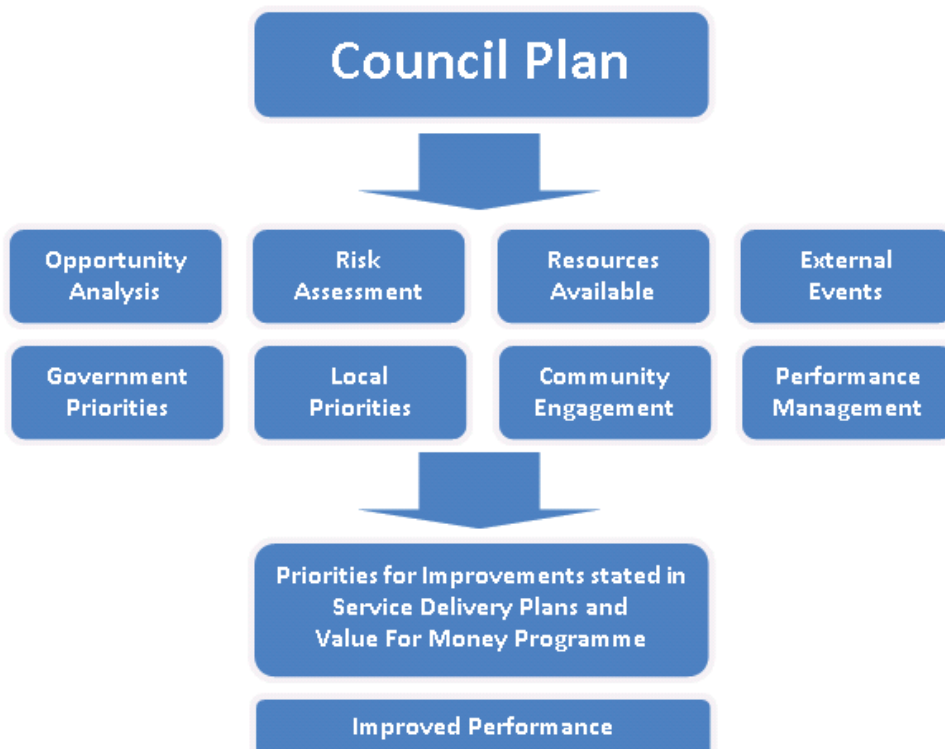 Council Plan
Opportunity
Analysis
Risk
Assessment
Resources
Available
External
Events
Government
Priorities
Local
Priorities
Community
Engagement
Performance
Management
Priorities for Improvements stated in
Service Delivery Plans and
Value For Money Programme
Improved Performance